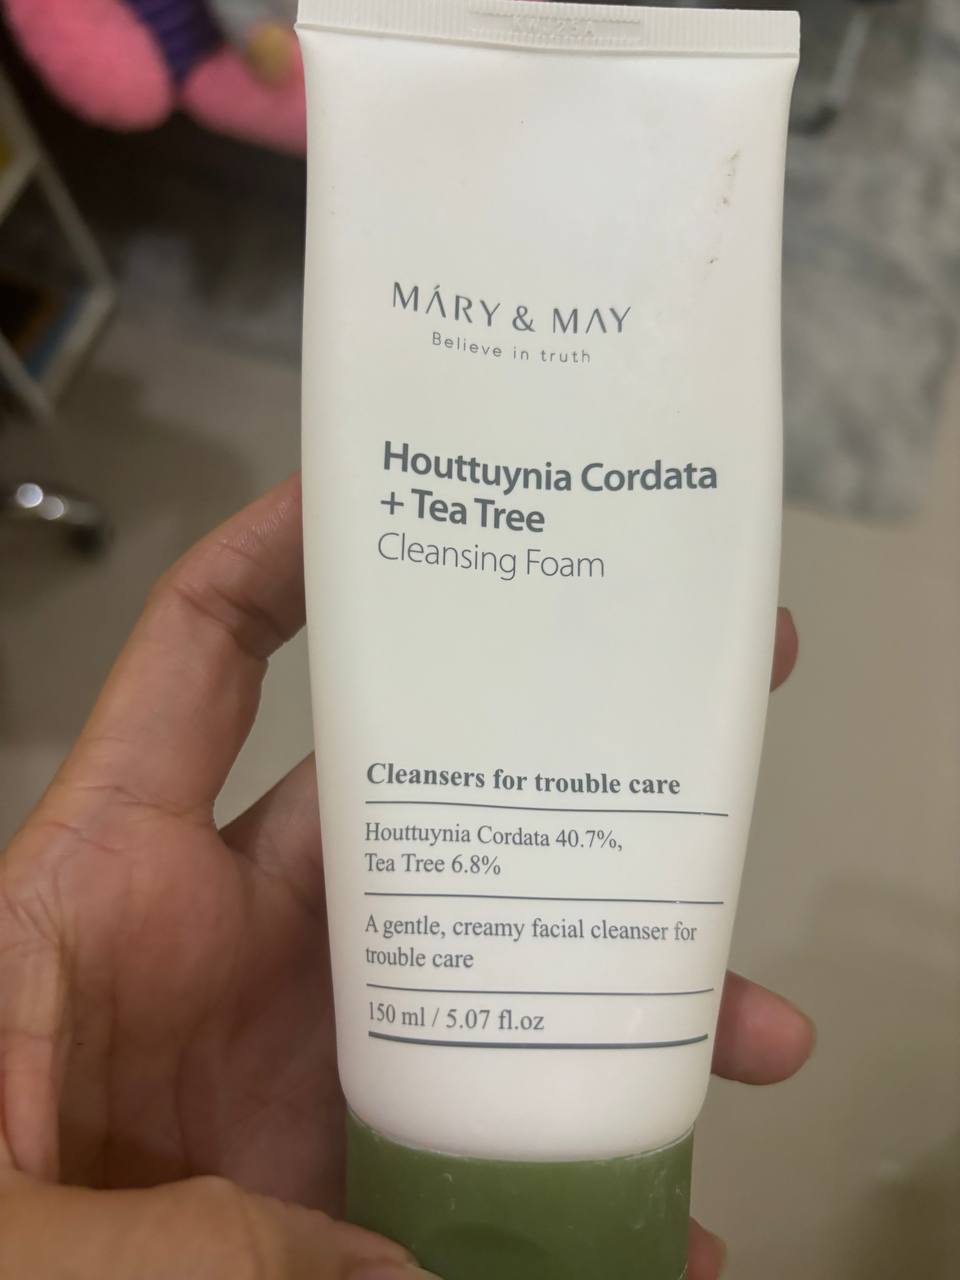 MÁRY & MAY
Believe in truth
Houttuynia Cordata
+ Tea Tree
Cleansing Foam
Cleansers for trouble care
Houttuynia Cordata 40.7%,
Tea Tree 6.8%
A gentle, creamy facial cleanser for
trouble care
150 ml / 5.07 fl.oz